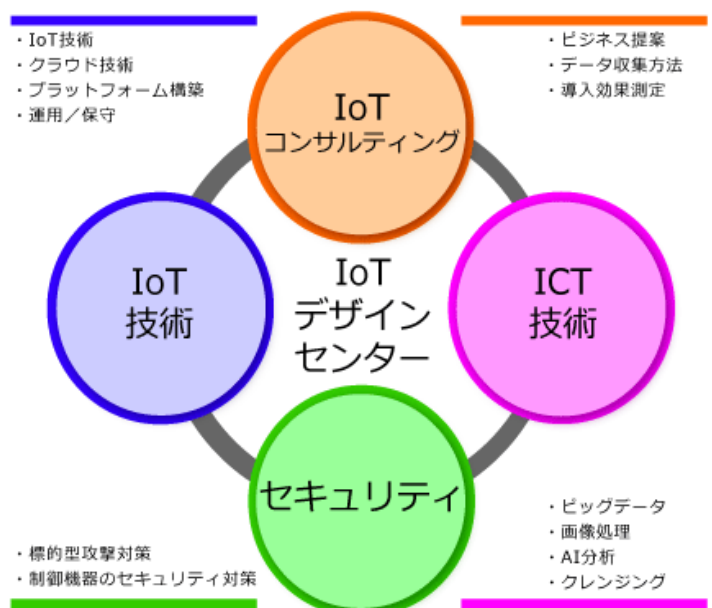 ・IoT技術
・クラウド技術
・プラットフォーム構築
・運用／保守
・ビジネス提案
・データ収集方法
・導入効果測定
IoT
コンサルティング
IoT
技術
IoT
デザイン
センター
ICT
技術
セキュリティ
・標的型攻撃対策
・制御機器のセキュリティ対策
・ビッグデータ
・画像処理
・AI分析
・クレンジング